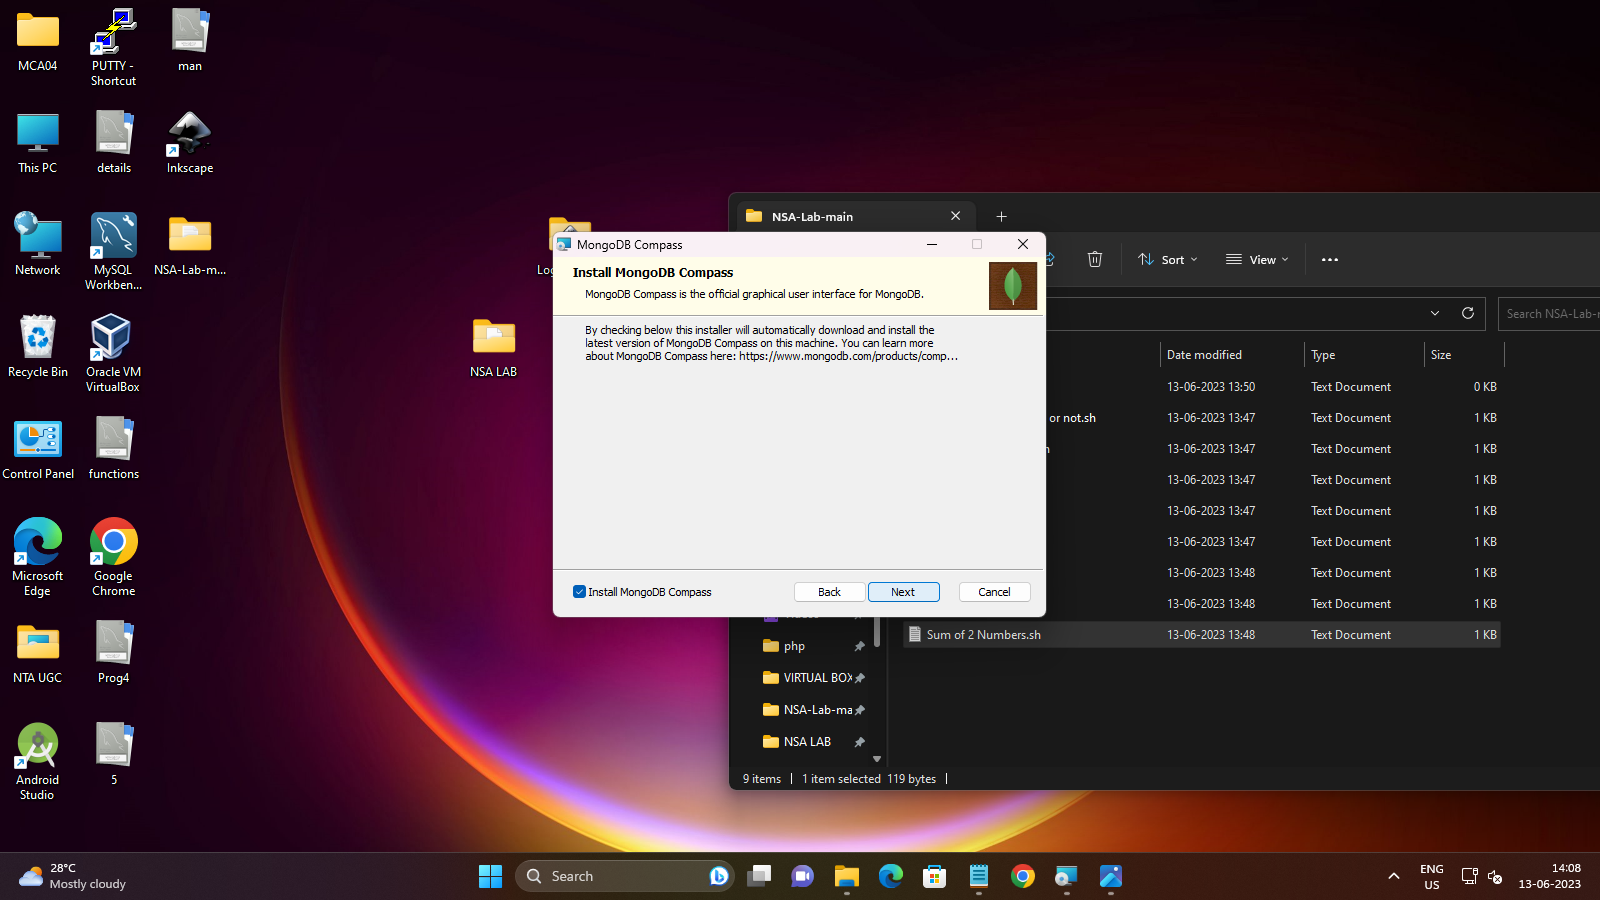 MCA04
PUTTY -
Shortcut
man
This PC
details
Inkscape
Network
MySQL
Workben...
NSA-Lab-m...
Recycle Bin
Oracle VM
VirtualBox
Control Panel
functions
Microsoft
Edge
Google
Chrome
NTA UGC
Prog4
Android
Studio
5
NSA LAB
NSA-Lab-main
Sort
View
Search NSA-Lab-
Date modified
Type
Size
13-06-2023 13:50
Text Document
0 KB
or not.sh
13-06-2023 13:47
Text Document
1 KB
13-06-2023 13:47
Text Document
1 KB
13-06-2023 13:47
Text Document
1 KB
13-06-2023 13:47
Text Document
1 KB
13-06-2023 13:47
Text Document
1 KB
13-06-2023 13:48
Text Document
1 KB
13-06-2023 13:48
Text Document
1 KB
Sum of 2 Numbers.sh
13-06-2023 13:48
Text Document
1 KB
MongoDB Compass
Install MongoDB Compass
MongoDB Compass is the official graphical user interface for MongoDB.
By checking below this installer will automatically download and install the
latest version of MongoDB Compass on this machine. You can learn more
about MongoDB Compass here: https://www.mongodb.com/products/comp...
Install MongoDB Compass
Back
Next
Cancel
php
VIRTUAL BOX
NSA-Lab-ma
NSA LAB
9 items
1 item selected 119 bytes
28°C
Mostly cloudy
Search
ENG
US
14:08
13-06-2023